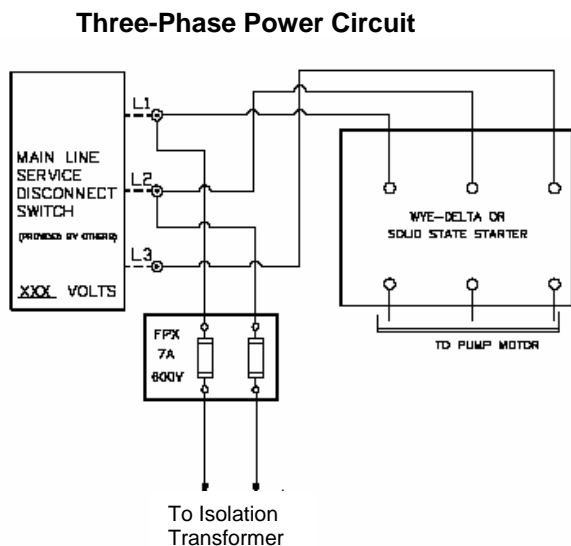 Three-Phase Power Circuit
L1
L2
L3
MAIN LINE
SERVICE
DISCONNECT
SWITCH
(PROVIDED BY OTHERS)
XXX VOLTS
WYE-DELTA OR
SOLID STATE STARTER
TO PUMP MOTOR
FPX
7A
600V
To Isolation
Transformer